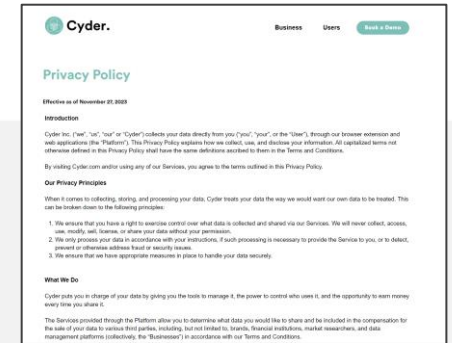 Cyder.
Business
Users
Book a Demo
Privacy Policy
Effective as of November 27, 2023
Introduction
Cyder Inc. ("we", "us", "our" or "Cyder") collects your data directly from you ("you", "your", or the "User"), through our browser extension and
web applications (the "Platform"). This Privacy Policy explains how we collect, use, and disclose your information. All capitalized terms not
otherwise defined in this Privacy Policy shall have the same definitions ascribed to them in the Terms and Conditions.
By visiting Cyder.com and/or using any of our Services, you agree to the terms outlined in this Privacy Policy.
Our Privacy Principles
When it comes to collecting, storing, and processing your data, Cyder treats your data the way we would want our own data to be treated. This
can be broken down to the following principles:
1. We ensure that you have a right to exercise control over what data is collected and shared via our Services. We will never collect, access,
use, modify, sell, license, or share your data without your permission.
2. We only process your data in accordance with your instructions, if such processing is necessary to provide the Service to you, or to detect,
prevent or otherwise address fraud or security issues.
3. We ensure that we have appropriate measures in place to handle your data securely.
What We Do
Cyder puts you in charge of your data by giving you the tools to manage it, the power to control who uses it, and the opportunity to earn money
every time you share it.
The Services provided through the Platform allow you to determine what data you would like to share and be included in the compensation for
the sale of your data to various third parties, including, but not limited to, brands, financial institutions, market researchers, and data
management platforms (collectively, the "Businesses") in accordance with our Terms and Conditions.